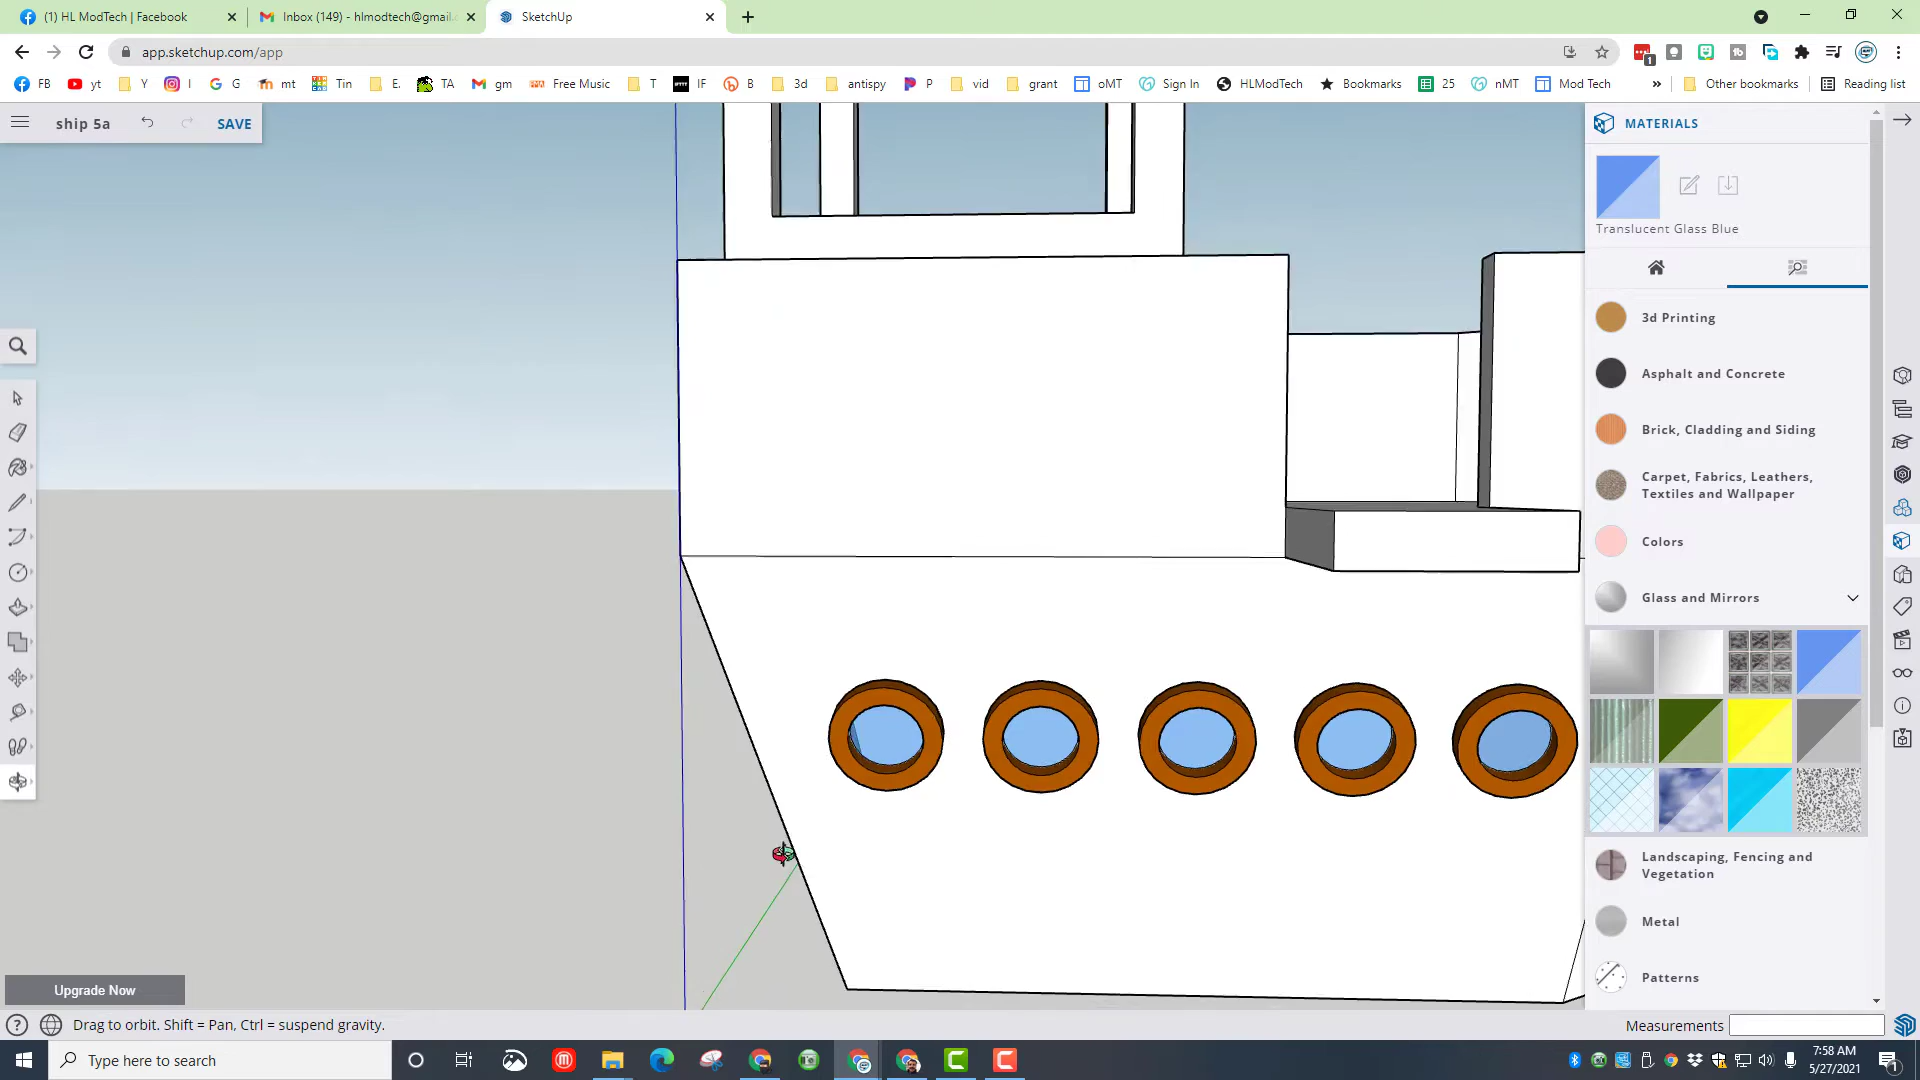 (1) HL ModTech | Facebook
Inbox (149) - hlmodtech@gmail.c
SketchUp
app.sketchup.com/app
FB yt Y I G mt Tin E. TA gm Free Music T IF B 3d antispy P vid grant oMT Sign In HLModTech Bookmarks 25 nMT Mod Tech » Other bookmarks Reading list
ship 5a SAVE
MATERIALS
Translucent Glass Blue
3d Printing
Asphalt and Concrete
Brick, Cladding and Siding
Carpet, Fabrics, Leathers,
Textiles and Wallpaper
Colors
Glass and Mirrors
Landscaping, Fencing and
Vegetation
Metal
Patterns
Upgrade Now
Drag to orbit. Shift = Pan, Ctrl = suspend gravity.
Measurements
Type here to search
7:58 AM
5/27/2021